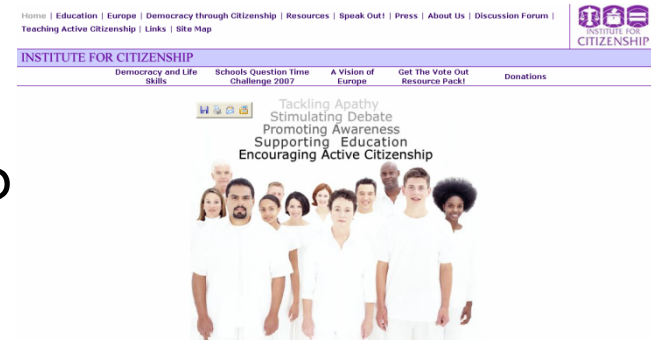 Home | Education | Europe | Democracy through Citizenship | Resources | Speak Out! | Press | About Us | Discussion Forum |
Teaching Active Citizenship | Links | Site Map
INSTITUTE FOR
CITIZENSHIP
INSTITUTE FOR CITIZENSHIP
Democracy and Life Skills
Schools Question Time Challenge 2007
A Vision of Europe
Get The Vote Out Resource Pack!
Donations
Tackling Apathy
Stimulating Debate
Promoting Awareness
Supporting Education
Encouraging Active Citizenship